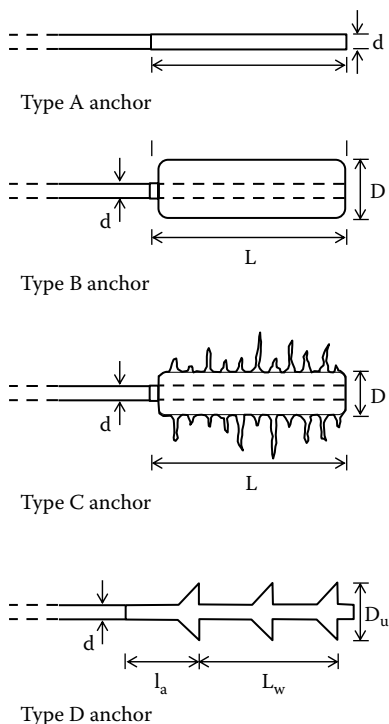 d
Type A anchor
D
d
L
Type B anchor
D
d
L
Type C anchor
D_u
d
l_a
L_w
Type D anchor